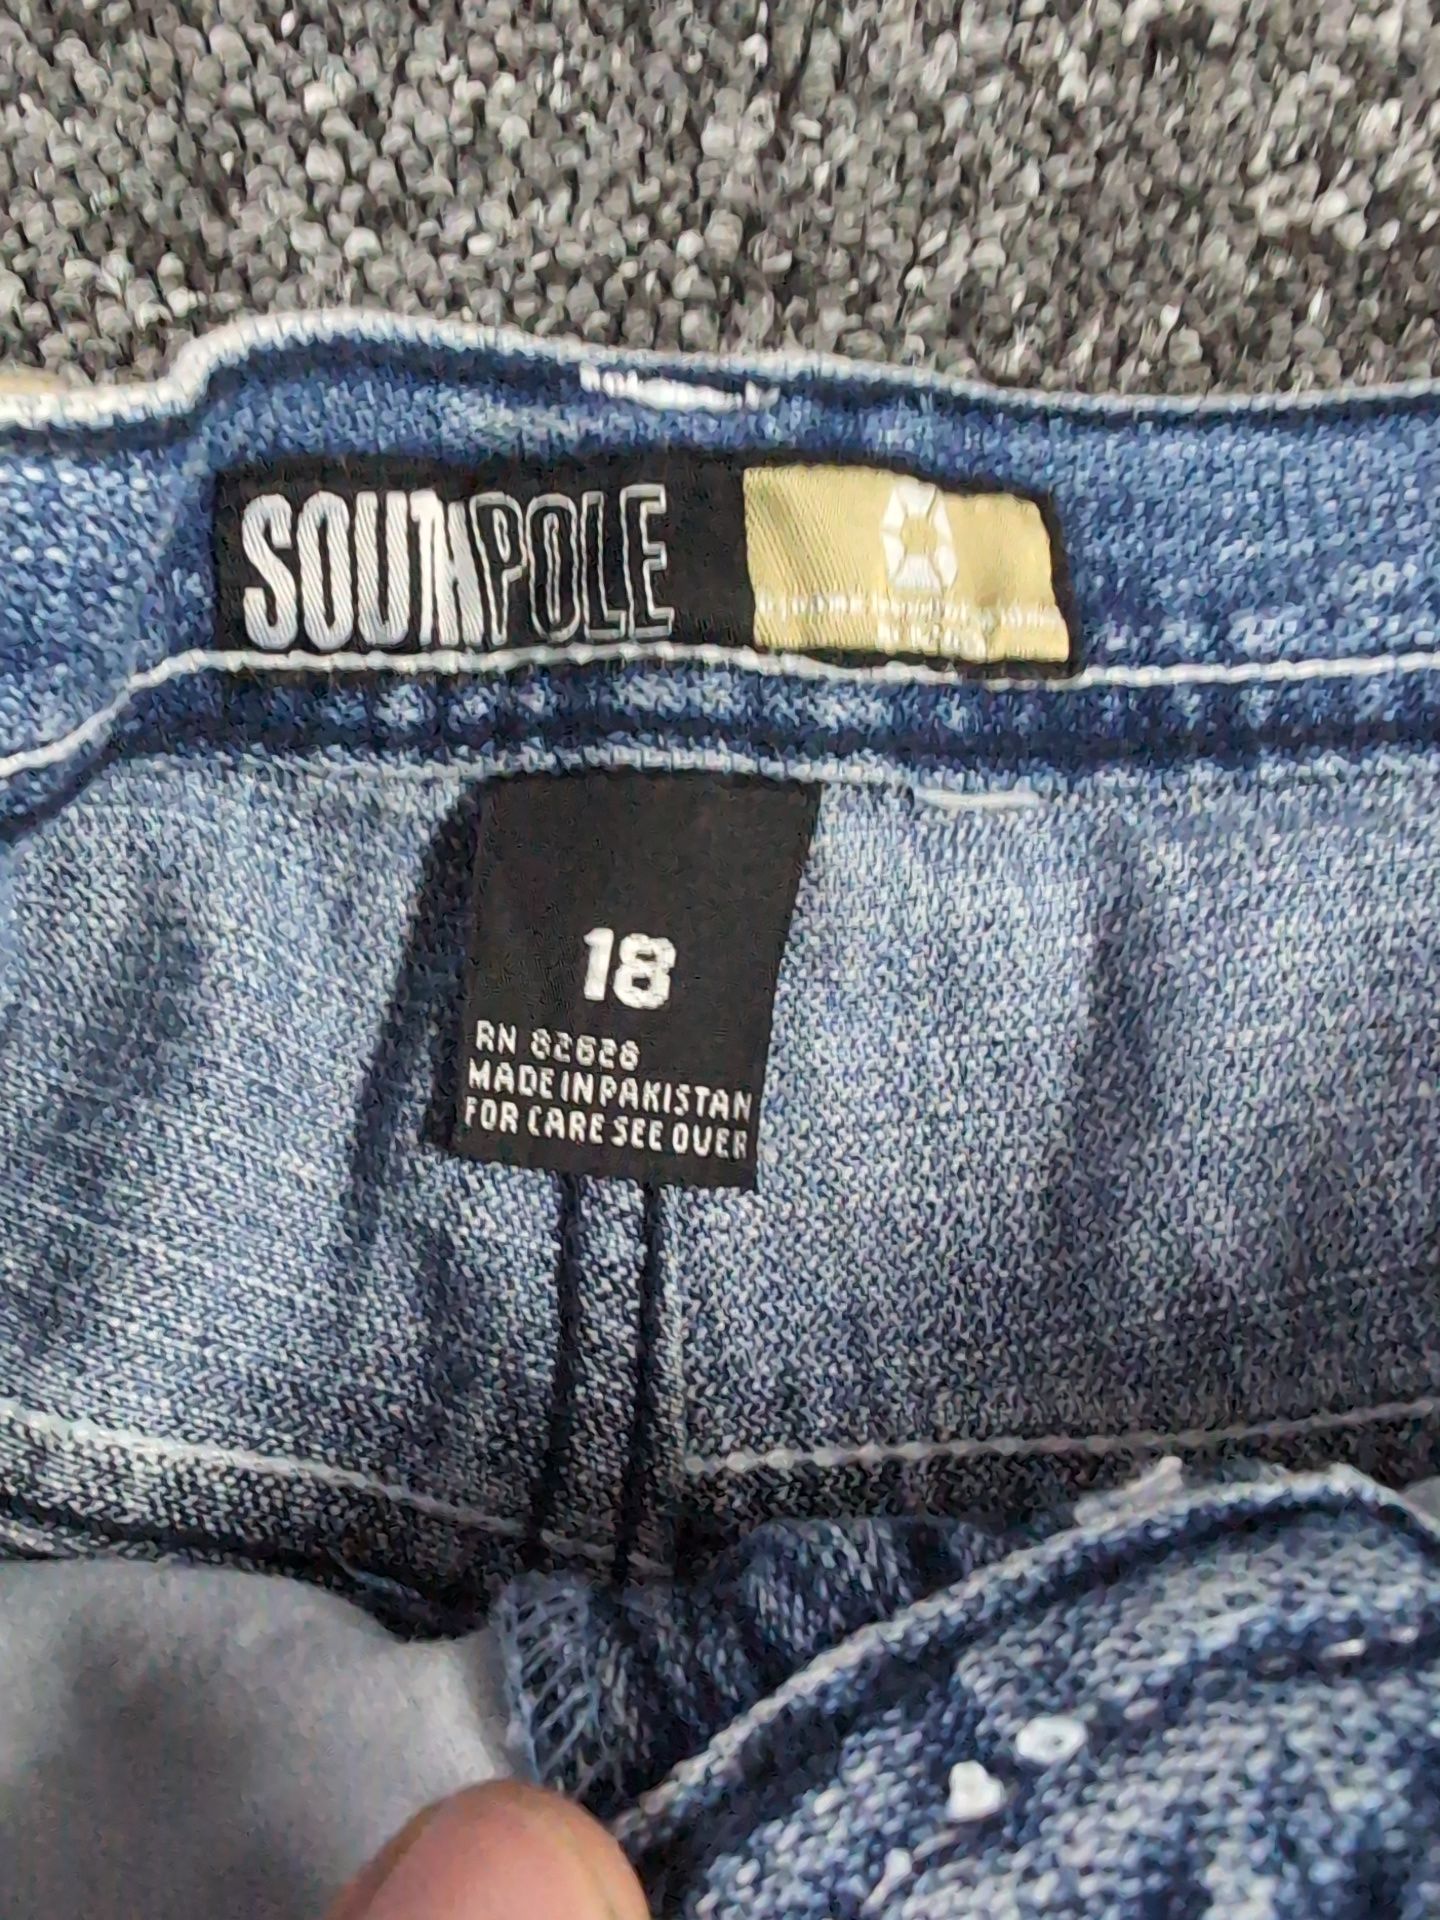 SOUTHPOLE
18
RN 82626
MADE IN PAKISTAN
FOR CARE SEE OVER